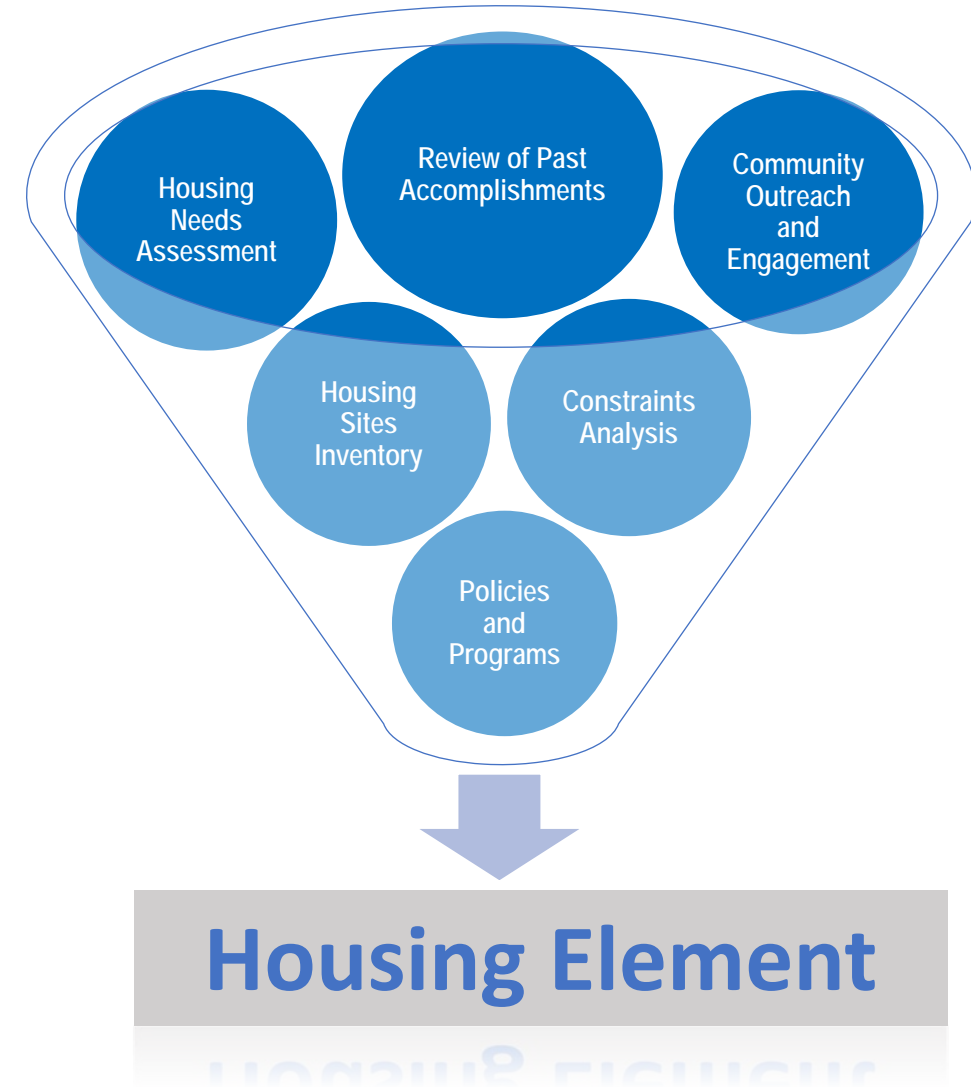 Housing
Needs
Assessment
Review of Past
Accomplishments
Community
Outreach
and
Engagement
Housing
Sites
Inventory
Constraints
Analysis
Policies
and
Programs
Housing Element